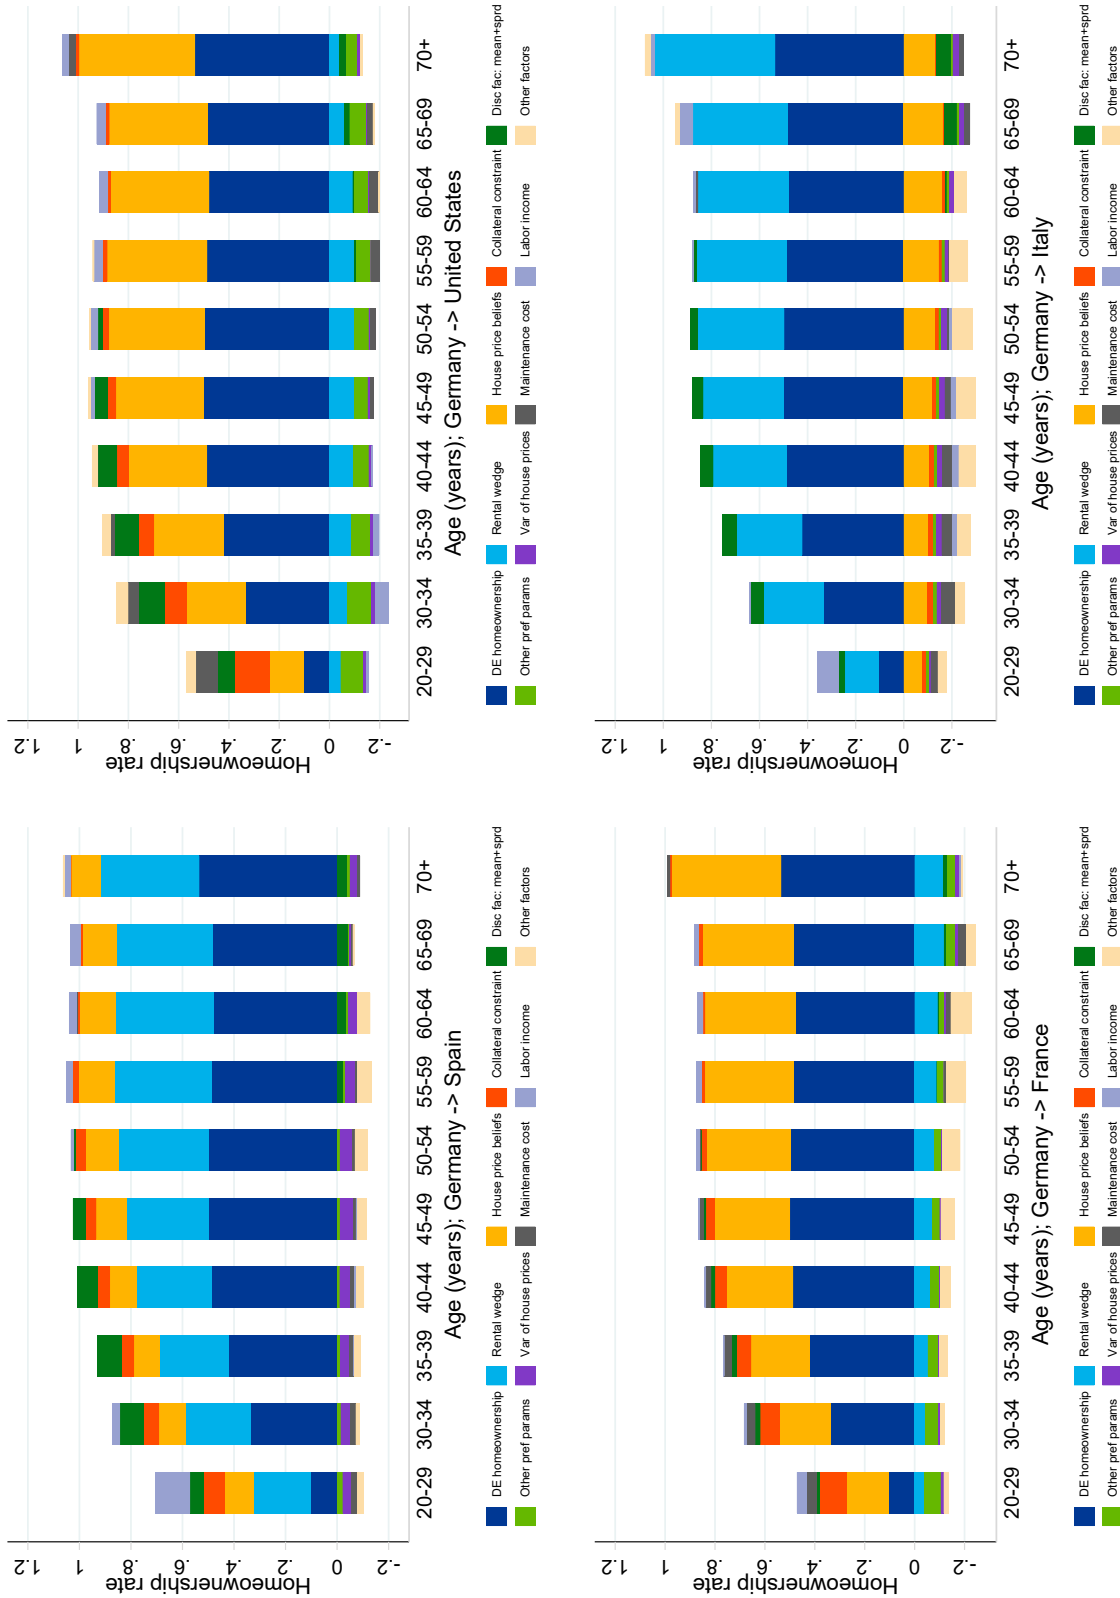 Homeownership rate
1.2
1
.8
.6
.4
.2
0
-.2
20-29 30-34 35-39 40-44 45-49 50-54 55-59 60-64 65-69 70+
Age (years); Germany -> Spain
DE homeownership Rental wedge House price beliefs Collateral constraint Disc fac: mean+sprd
Other pref params Var of house prices Maintenance cost Labor income Other factors
Homeownership rate
1.2
1
.8
.6
.4
.2
0
-.2
20-29 30-34 35-39 40-44 45-49 50-54 55-59 60-64 65-69 70+
Age (years); Germany -> United States
DE homeownership Rental wedge House price beliefs Collateral constraint Disc fac: mean+sprd
Other pref params Var of house prices Maintenance cost Labor income Other factors
Homeownership rate
1.2
1
.8
.6
.4
.2
0
-.2
20-29 30-34 35-39 40-44 45-49 50-54 55-59 60-64 65-69 70+
Age (years); Germany -> France
DE homeownership Rental wedge House price beliefs Collateral constraint Disc fac: mean+sprd
Other pref params Var of house prices Maintenance cost Labor income Other factors
Homeownership rate
1.2
1
.8
.6
.4
.2
0
-.2
20-29 30-34 35-39 40-44 45-49 50-54 55-59 60-64 65-69 70+
Age (years); Germany -> Italy
DE homeownership Rental wedge House price beliefs Collateral constraint Disc fac: mean+sprd
Other pref params Var of house prices Maintenance cost Labor income Other factors